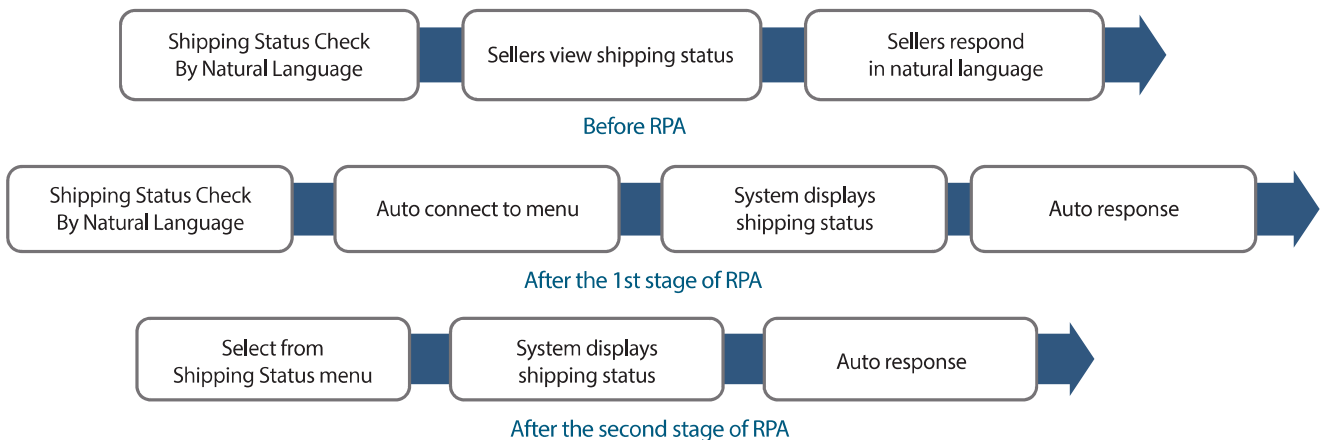 Shipping Status Check
By Natural Language
Sellers view shipping status
Sellers respond
in natural language
Before RPA
Shipping Status Check
By Natural Language
Auto connect to menu
System displays
shipping status
Auto response
After the 1st stage of RPA
Select from
Shipping Status menu
System displays
shipping status
Auto response
After the second stage of RPA